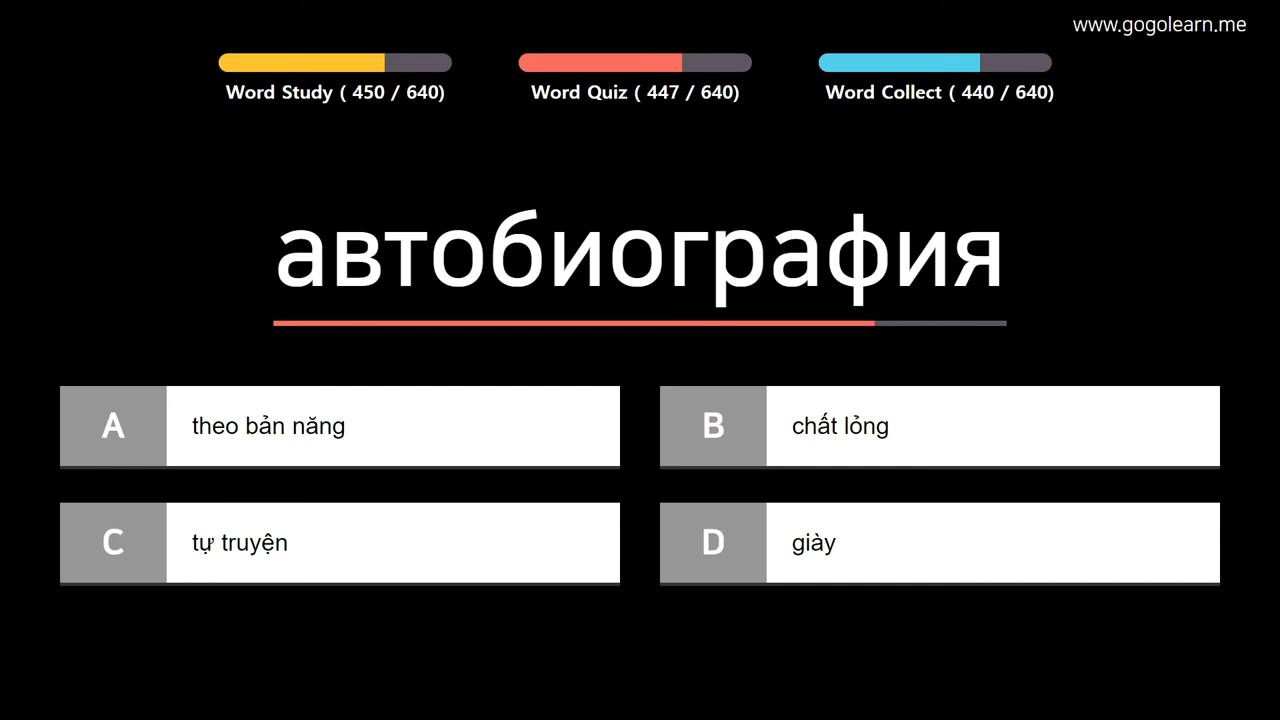 www.gogolearn.me
Word Study ( 450 / 640)
Word Quiz ( 447 / 640)
Word Collect ( 440 / 640)
автобиография
A
theo bản năng
B
chất lỏng
C
tự truyện
D
giày